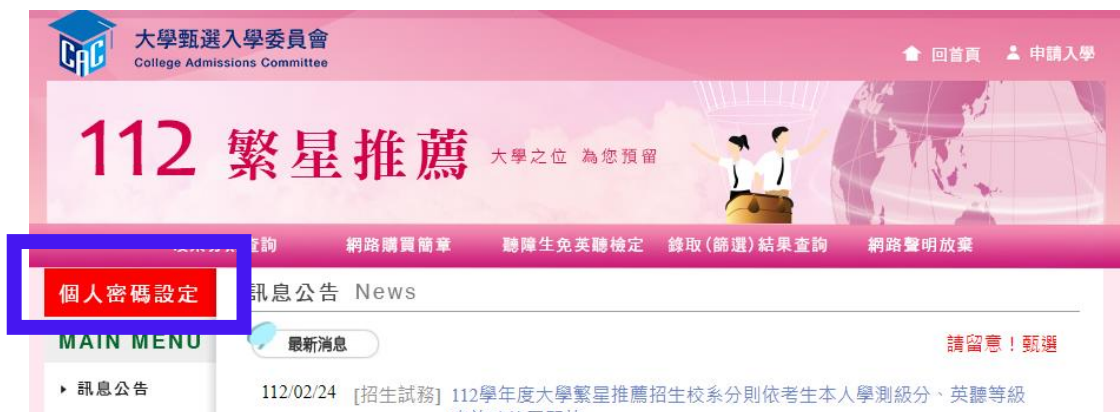 大學甄選入學委員會
College Admissions Committee
回首頁 申請入學
112 繁星推薦 大學之位 為您預留
查詢 網路購買簡章 聽障生免英聽檢定 錄取(篩選)結果查詢 網路聲明放棄
個人密碼設定 訊息公告 News
MAIN MENU 最新消息 請留意！甄選
訊息公告 112/02/24 [招生試務] 112學年度大學繁星推薦招生校系分則依考生本人學測級分、英聽等級